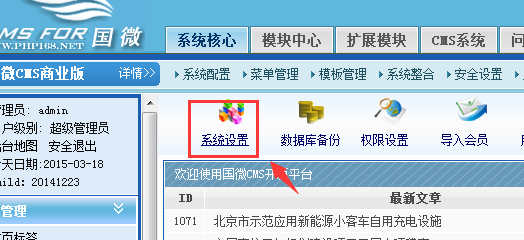 CMS FOR 国微
WWW.PHP168.NET
系统核心 模块中心 扩展模块 CMS系统 问
微CMS商业版 详情>>
系统配置 菜单管理 模板管理 系统整合 安全设置
管理员: admin
户级别: 超级管理员
站台地图 安全退出
今天日期:2015-03-18
uild: 20141223
管理
页标签
系统设置 数据库备份 权限设置 导入会员
欢迎使用国微CMS开 平台
ID 最新文章
1071 北京市示范应用新能源小客车自用充电设施